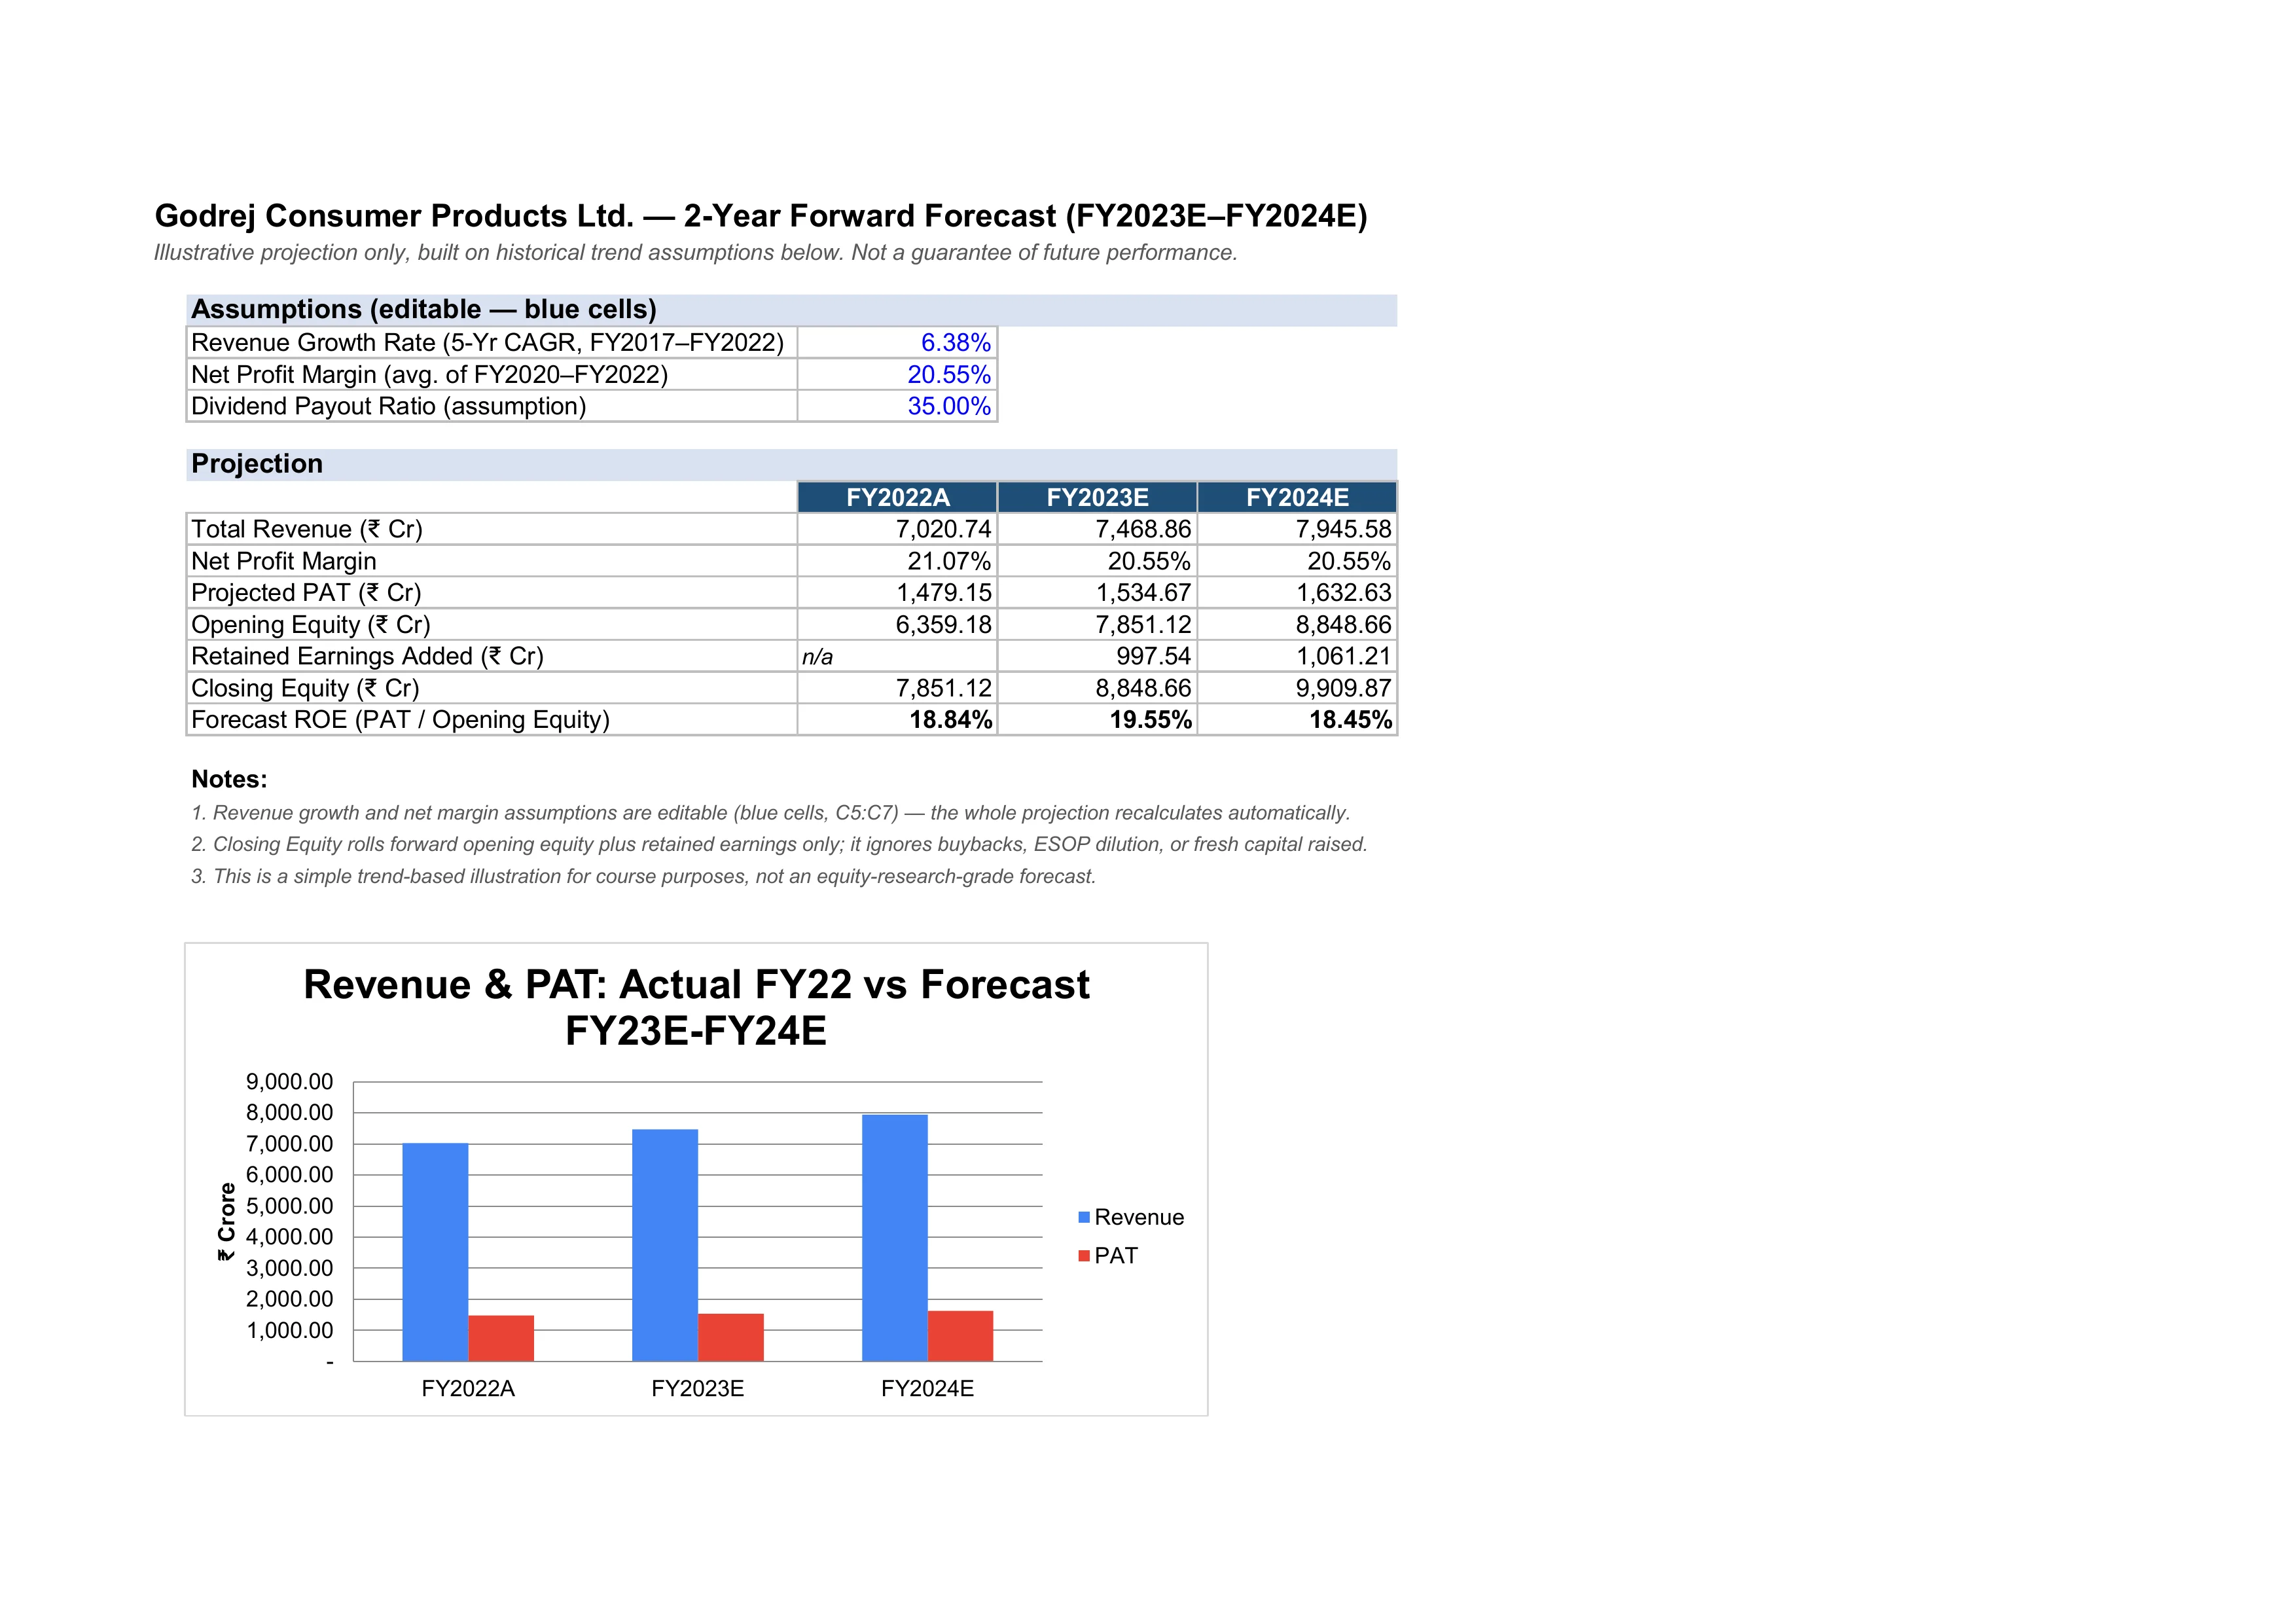 Godrej Consumer Products Ltd. — 2-Year Forward Forecast (FY2023E–FY2024E)
Illustrative projection only, built on historical trend assumptions below. Not a guarantee of future performance.
Assumptions (editable — blue cells)
Revenue Growth Rate (5-Yr CAGR, FY2017–FY2022) 6.38%
Net Profit Margin (avg. of FY2020–FY2022) 20.55%
Dividend Payout Ratio (assumption) 35.00%
Projection
FY2022A FY2023E FY2024E
Total Revenue (₹ Cr) 7,020.74 7,468.86 7,945.58
Net Profit Margin 21.07% 20.55% 20.55%
Projected PAT (₹ Cr) 1,479.15 1,534.67 1,632.63
Opening Equity (₹ Cr) 6,359.18 7,851.12 8,848.66
Retained Earnings Added (₹ Cr) n/a 997.54 1,061.21
Closing Equity (₹ Cr) 7,851.12 8,848.66 9,909.87
Forecast ROE (PAT / Opening Equity) 18.84% 19.55% 18.45%
Notes:
1. Revenue growth and net margin assumptions are editable (blue cells, C5:C7) — the whole projection recalculates automatically.
2. Closing Equity rolls forward opening equity plus retained earnings only; it ignores buybacks, ESOP dilution, or fresh capital raised.
3. This is a simple trend-based illustration for course purposes, not an equity-research-grade forecast.
Revenue & PAT: Actual FY22 vs Forecast
FY23E-FY24E
₹ Crore
9,000.00
8,000.00
7,000.00
6,000.00
5,000.00
4,000.00
3,000.00
2,000.00
1,000.00
-
FY2022A FY2023E FY2024E
Revenue
PAT